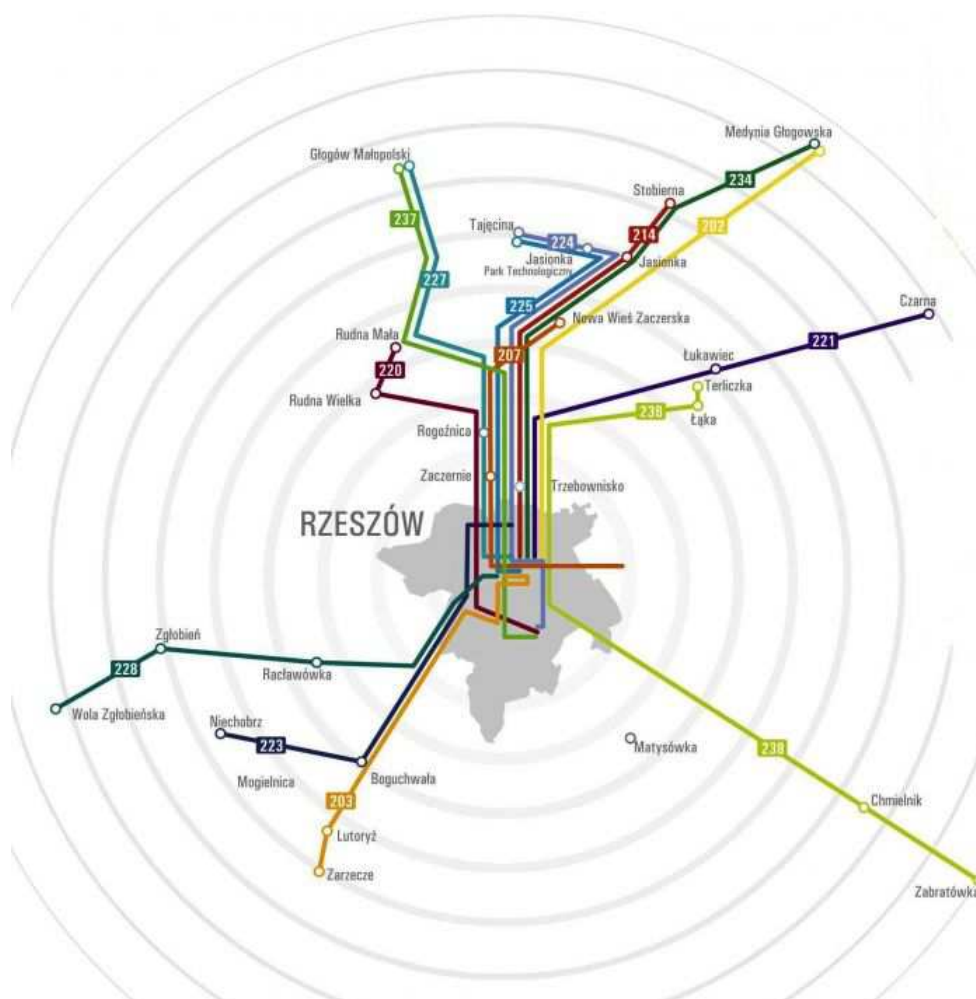 Medynia Głogowska
Głogów Małopolski
234
Stobierna
237
Tajęcina
224
214
202
Jasionka
Park Technologiczny
Jasionka
227
225
Czarna
Nowa Wieś Zaczerska
Rudna Mała
207
221
Łukawiec
220
Terliczka
Rudna Wielka
238
Łąka
Rogoźnica
Zaczernie
Trzebownisko
RZESZÓW
Zgłobień
228
Racławówka
Wola Zgłobieńska
Niechobrz
223
Matysówka
238
Mogielnica
Boguchwała
203
Chmielnik
Lutoryż
Zarzecze
Zabratówka